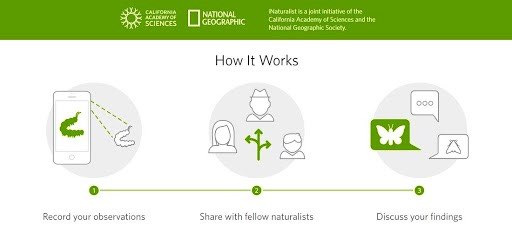 CALIFORNIA
ACADEMY OF
SCIENCES
NATIONAL
GEOGRAPHIC
iNaturalist is a joint initiative of the
California Academy of Sciences and the
National Geographic Society.
How It Works
1
2
3
Record your observations
Share with fellow naturalists
Discuss your findings